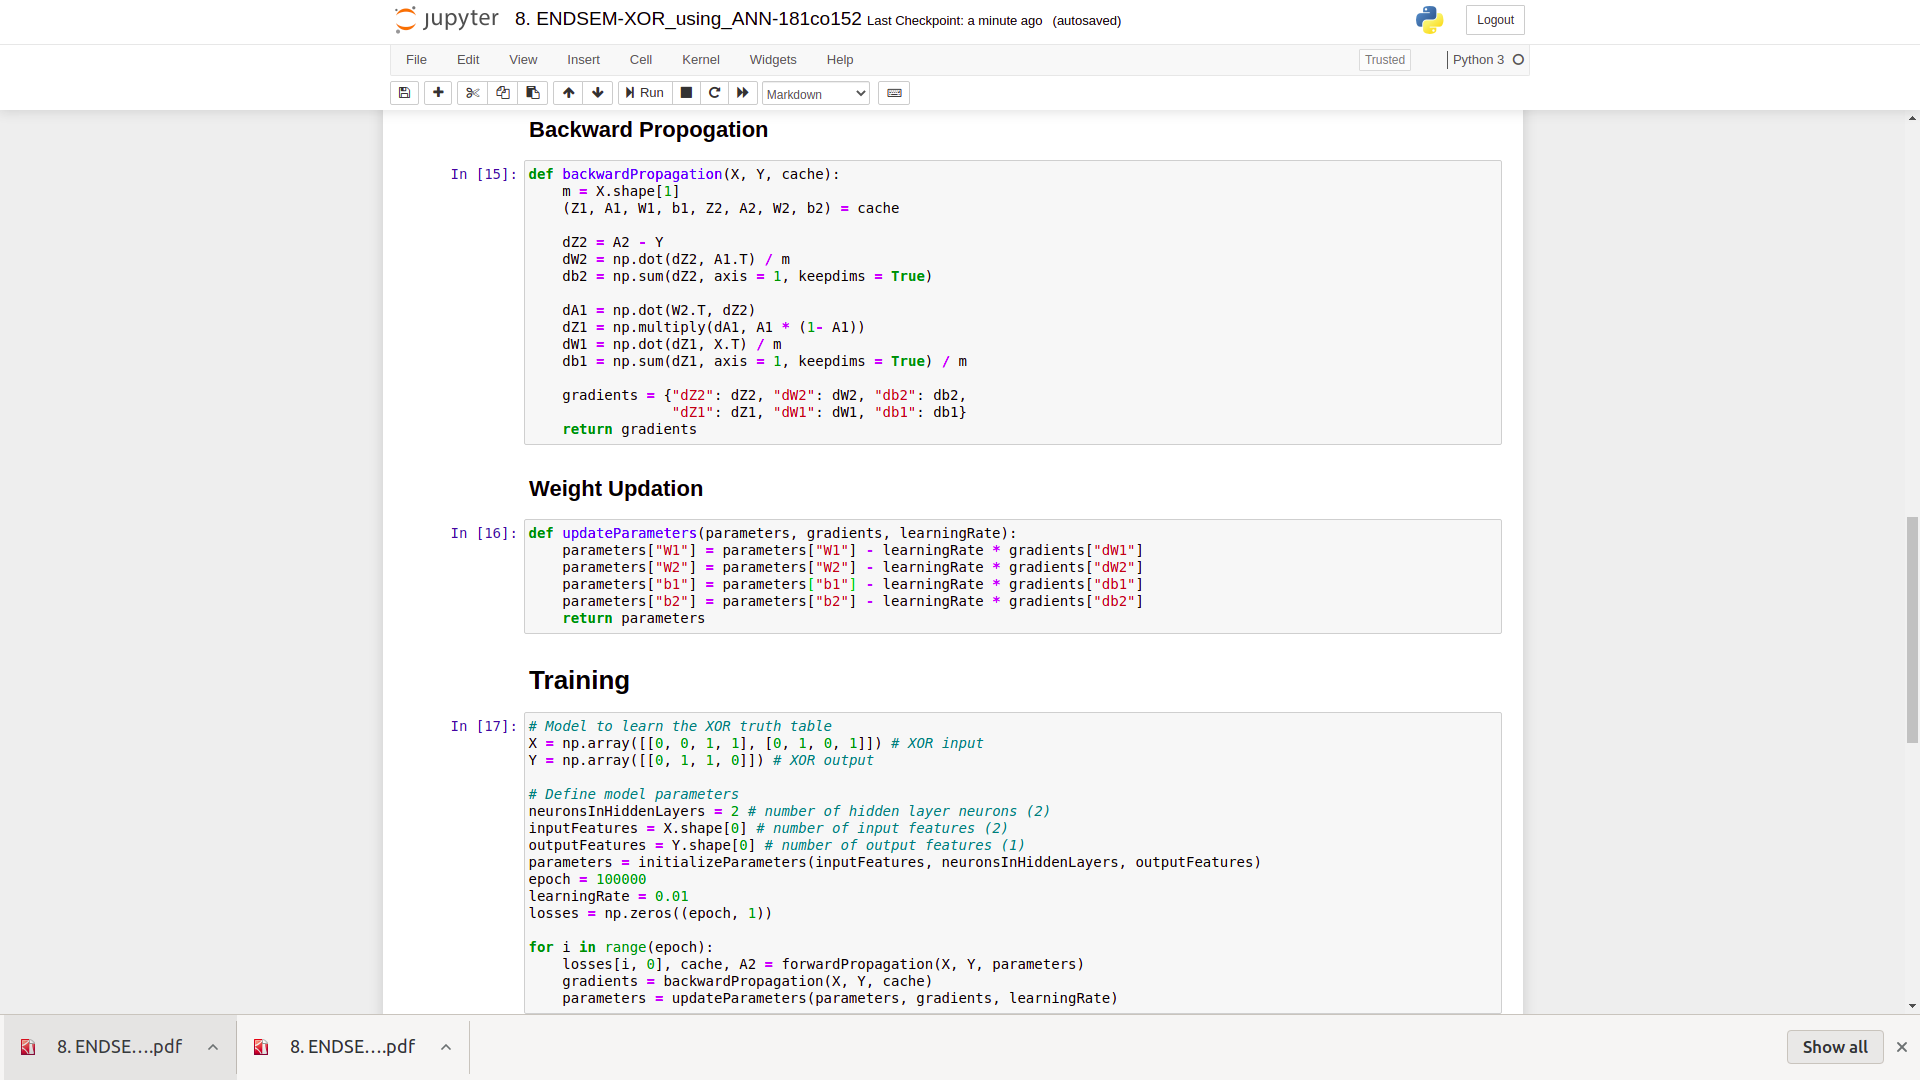 jupyter 8. ENDSEM-XOR_using_ANN-181co152 Last Checkpoint: a minute ago (autosaved) Logout
File Edit View Insert Cell Kernel Widgets Help Trusted Python 3
Run Markdown
Backward Propogation
In [15]: def backwardPropagation(X, Y, cache):
    m = X.shape[1]
    (Z1, A1, W1, b1, Z2, A2, W2, b2) = cache
    dZ2 = A2 - Y
    dW2 = np.dot(dZ2, A1.T) / m
    db2 = np.sum(dZ2, axis = 1, keepdims = True)
    dA1 = np.dot(W2.T, dZ2)
    dZ1 = np.multiply(dA1, A1 * (1- A1))
    dW1 = np.dot(dZ1, X.T) / m
    db1 = np.sum(dZ1, axis = 1, keepdims = True) / m
    gradients = {"dZ2": dZ2, "dW2": dW2, "db2": db2,
                 "dZ1": dZ1, "dW1": dW1, "db1": db1}
    return gradients
Weight Updation
In [16]: def updateParameters(parameters, gradients, learningRate):
    parameters["W1"] = parameters["W1"] - learningRate * gradients["dW1"]
    parameters["W2"] = parameters["W2"] - learningRate * gradients["dW2"]
    parameters["b1"] = parameters["b1"] - learningRate * gradients["db1"]
    parameters["b2"] = parameters["b2"] - learningRate * gradients["db2"]
    return parameters
Training
In [17]: # Model to learn the XOR truth table
X = np.array([[0, 0, 1, 1], [0, 1, 0, 1]]) # XOR input
Y = np.array([[0, 1, 1, 0]]) # XOR output
# Define model parameters
neuronsInHiddenLayers = 2 # number of hidden layer neurons (2)
inputFeatures = X.shape[0] # number of input features (2)
outputFeatures = Y.shape[0] # number of output features (1)
parameters = initializeParameters(inputFeatures, neuronsInHiddenLayers, outputFeatures)
epoch = 100000
learningRate = 0.01
losses = np.zeros((epoch, 1))
for i in range(epoch):
    losses[i, 0], cache, A2 = forwardPropagation(X, Y, parameters)
    gradients = backwardPropagation(X, Y, cache)
    parameters = updateParameters(parameters, gradients, learningRate)
8. ENDSE….pdf 8. ENDSE….pdf Show all